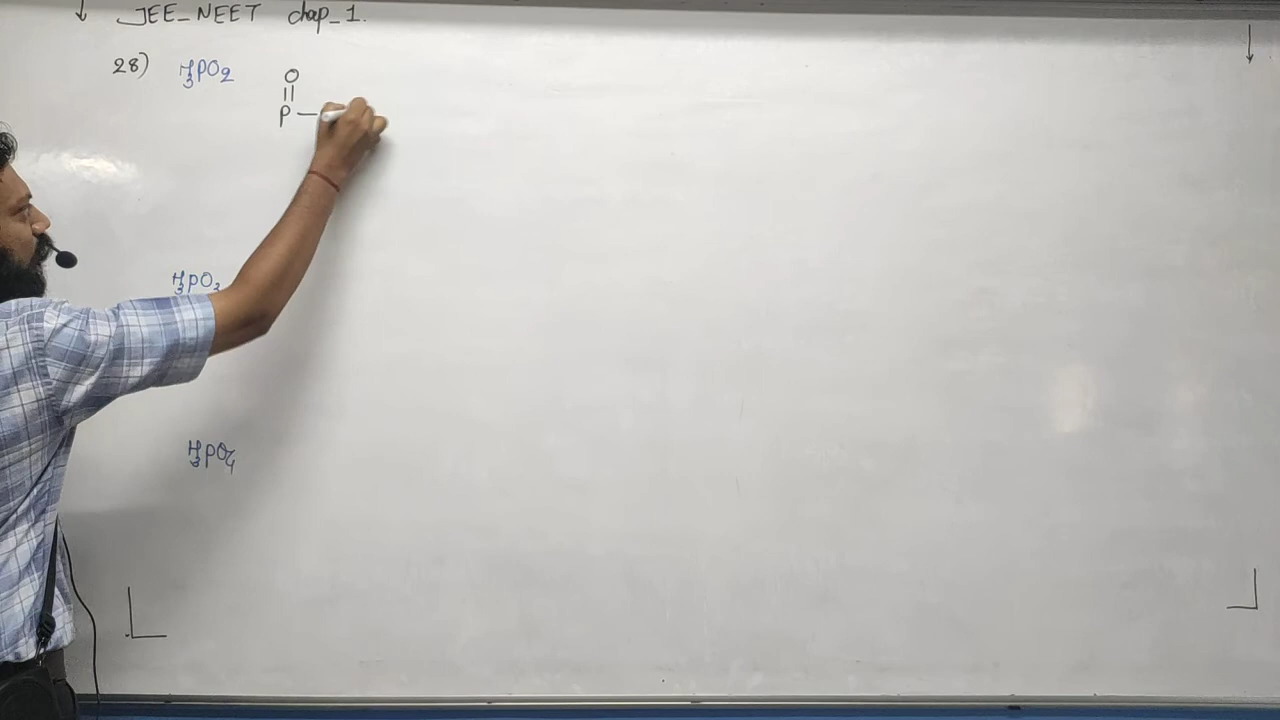 JEE_NEET chap_1.
28) H3PO2
O
||
P —
H3PO3
H3PO4